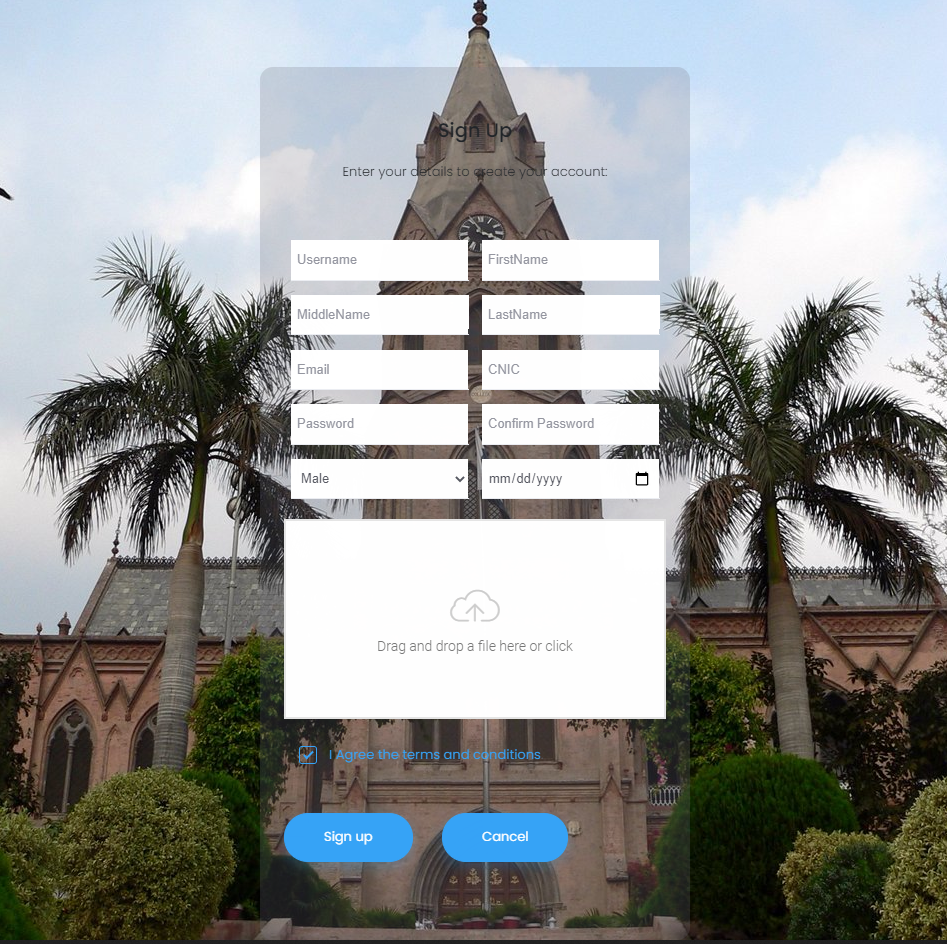 Sign Up
Enter your details to create your account:
Username FirstName
MiddleName LastName
Email CNIC
Password Confirm Password
Male mm/dd/yyyy
Drag and drop a file here or click
I Agree the terms and conditions
Sign up Cancel